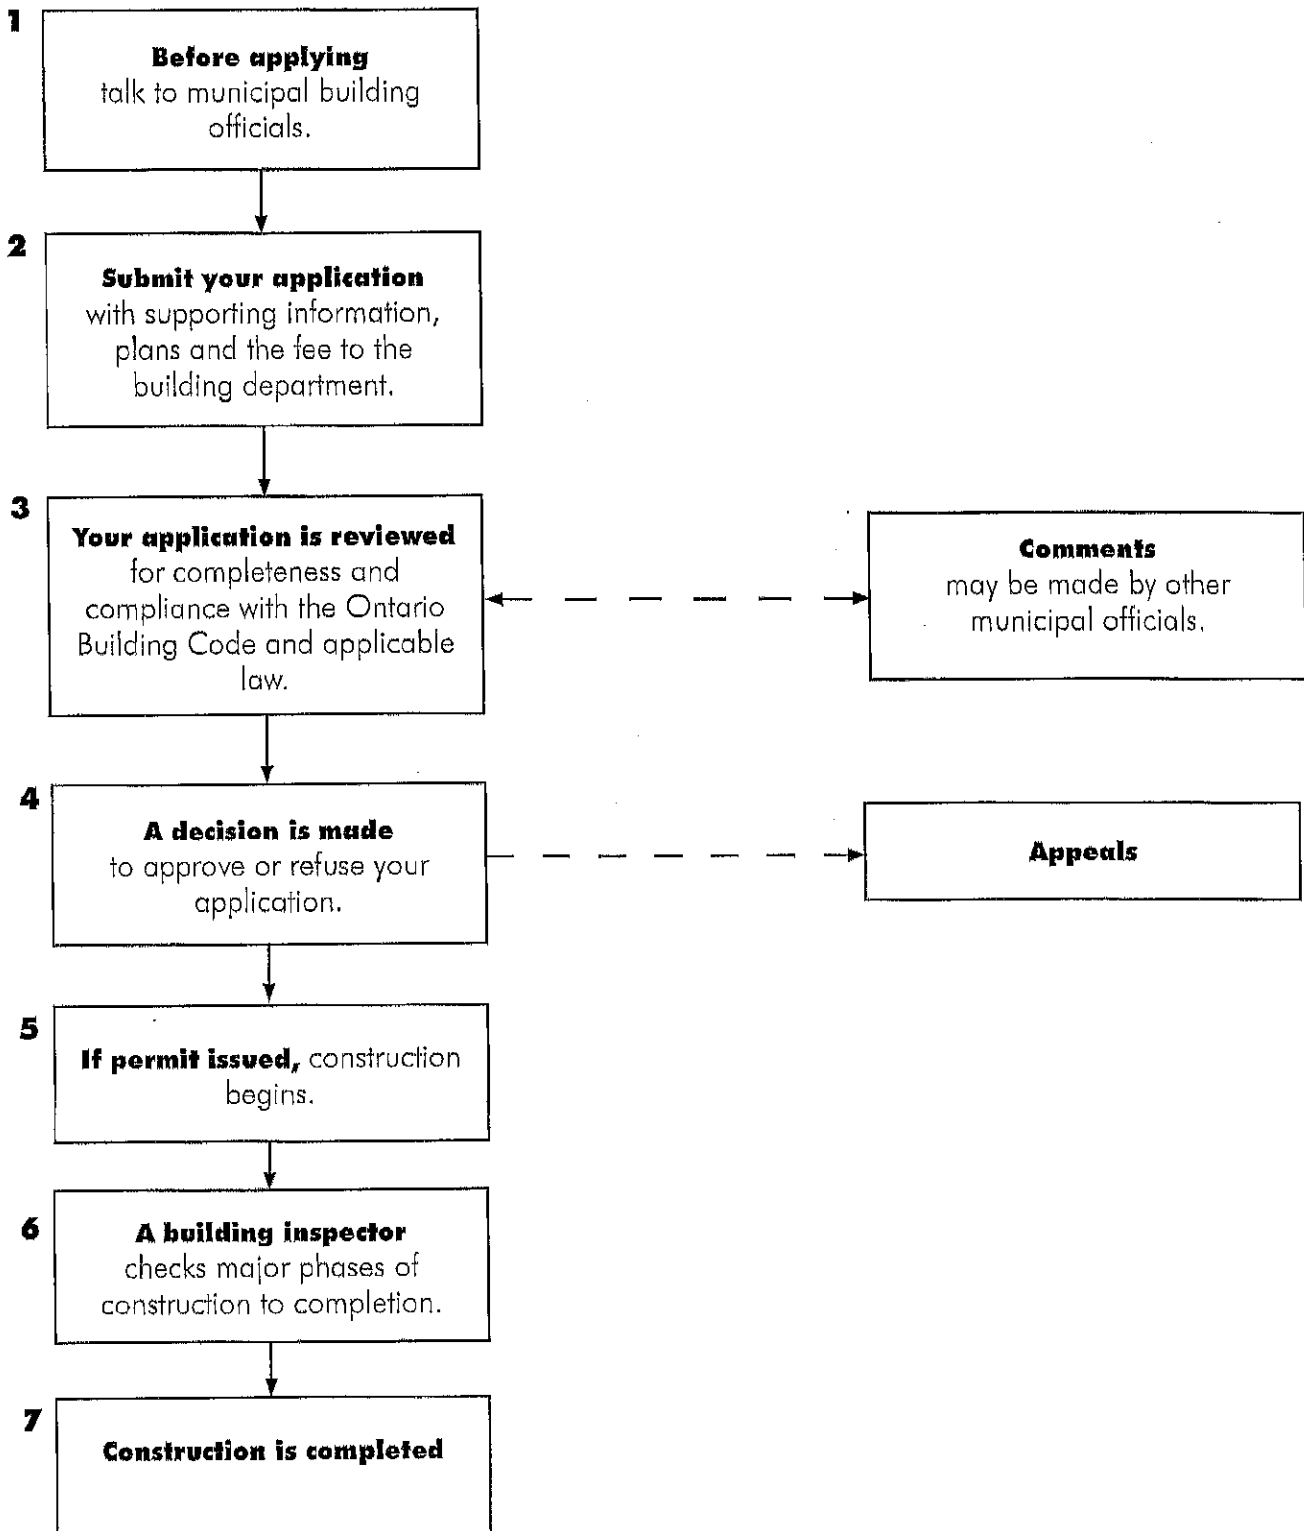 1
Before applying
talk to municipal building
officials.
2
Submit your application
with supporting information,
plans and the fee to the
building department.
3
Your application is reviewed
for completeness and
compliance with the Ontario
Building Code and applicable
law.
Comments
may be made by other
municipal officials.
4
A decision is made
to approve or refuse your
application.
Appeals
5
If permit issued, construction
begins.
6
A building inspector
checks major phases of
construction to completion.
7
Construction is completed